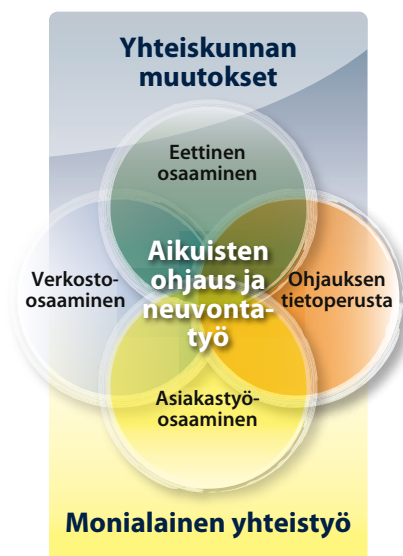 Yhteiskunnan
muutokset
Eettinen
osaaminen
Verkosto-
osaaminen
Aikuisten
ohjaus ja
neuvonta-
työ
Ohjauksen
tietoperusta
Asiakastyö-
osaaminen
Monialainen yhteistyö